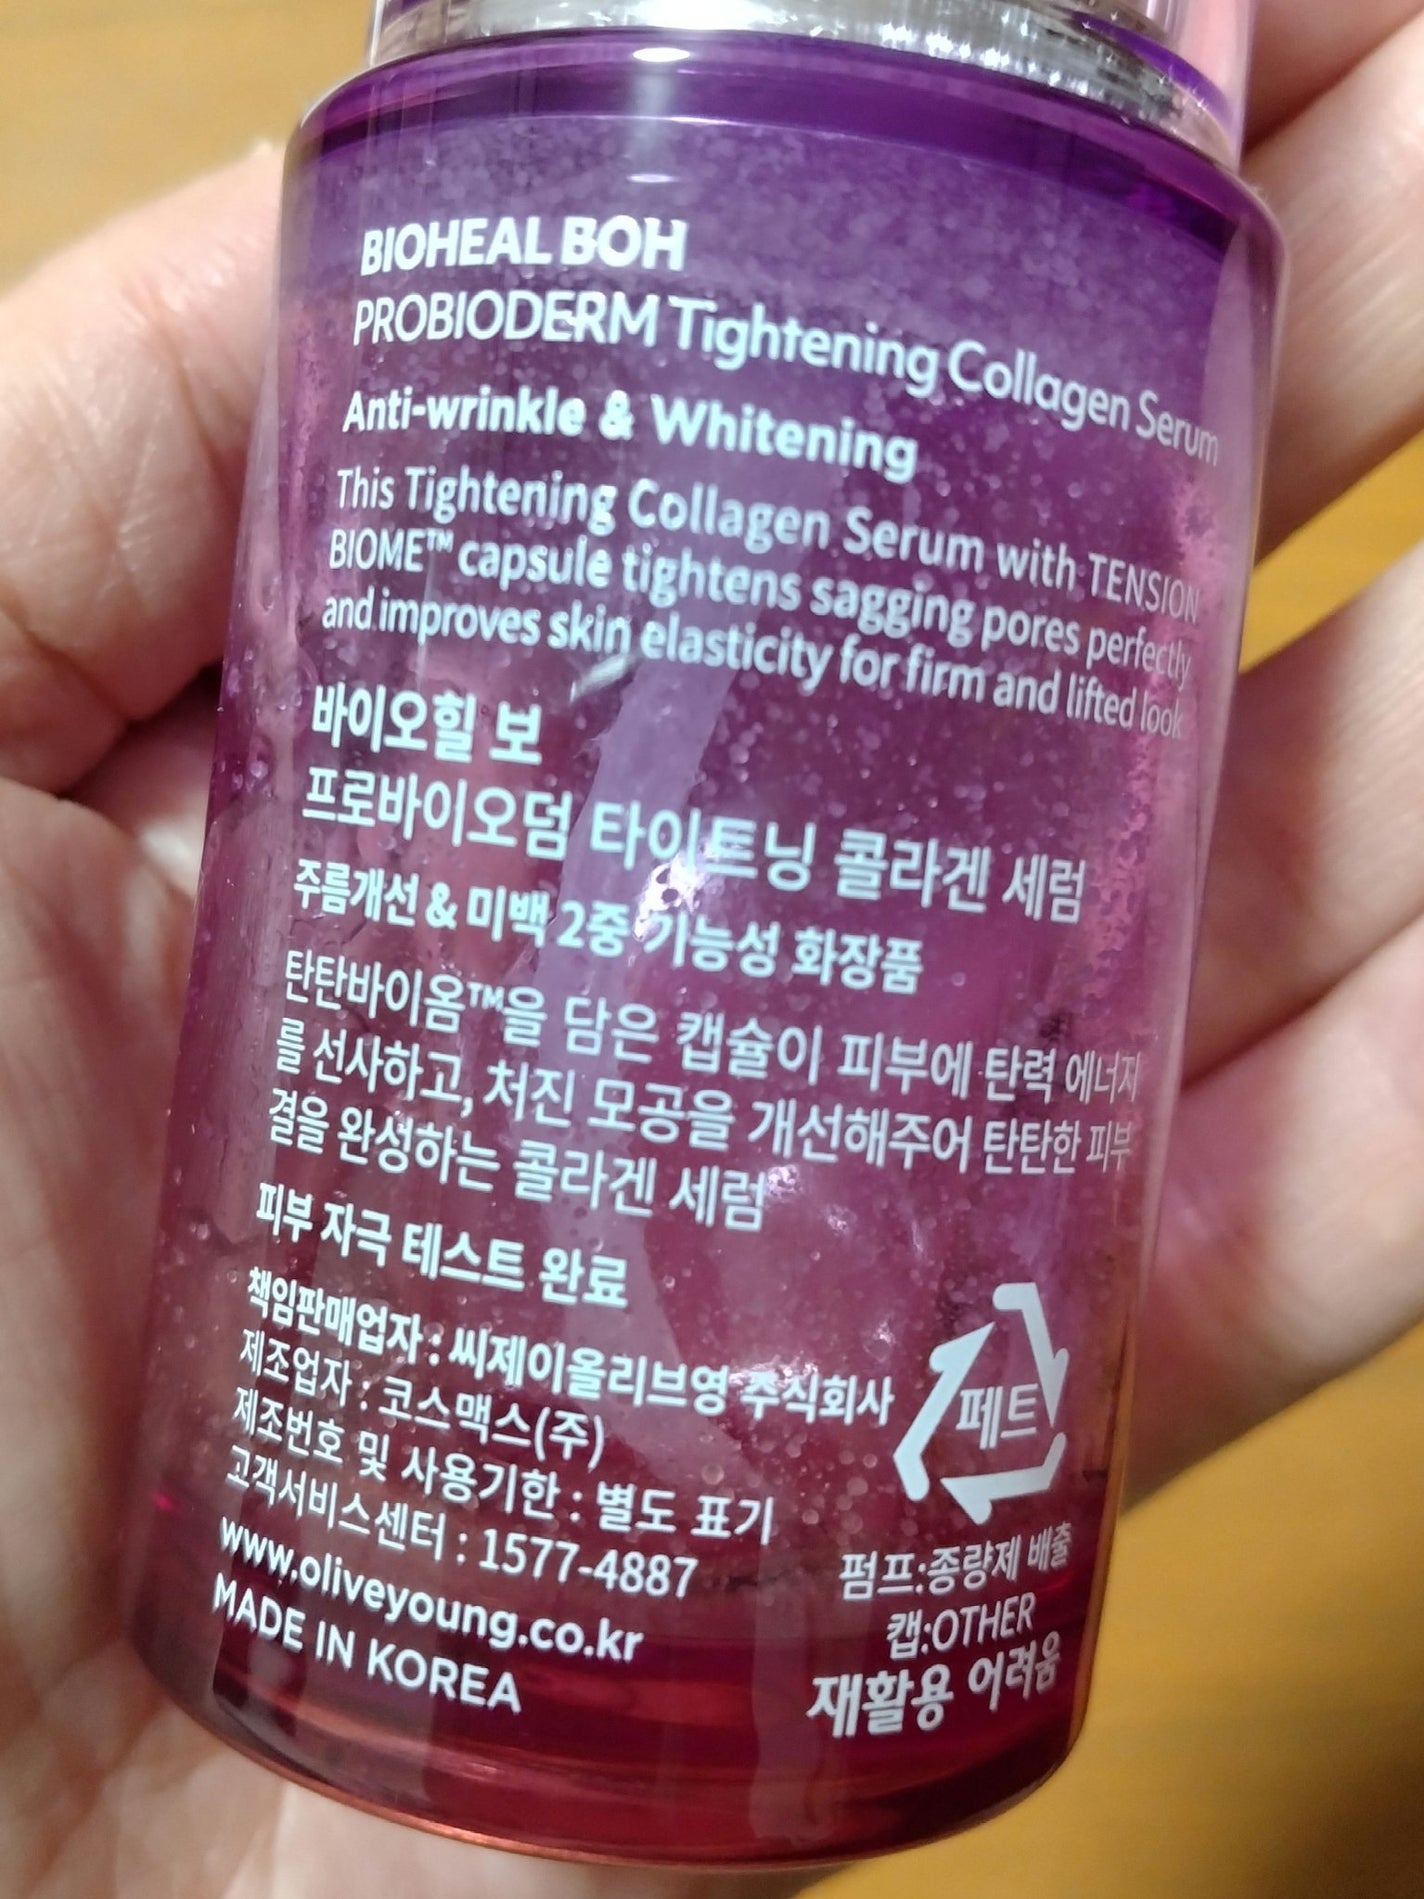 BIOHEAL BOH
PROBIODERM Tightening Collagen Serum
Anti-wrinkle & Whitening
This Tightening Collagen Serum with TENSION
BIOME™ capsule tightens sagging pores perfectly
and improves skin elasticity for firm and lifted look
바이오힐 보
프로바이오덤 타이트닝 콜라겐 세럼
주름개선 & 미백 2중 기능성 화장품
탄탄바이옴™을 담은 캡슐이 피부에 탄력 에너지
를 선사하고, 처진 모공을 개선해주어 탄탄한 피부
결을 완성하는 콜라겐 세럼
피부 자극 테스트 완료
책임판매업자 : 씨제이올리브영 주식회사
제조업자 : 코스맥스(주)
제조번호 및 사용기한 : 별도 표기
고객서비스센터 : 1577-4887
www.oliveyoung.co.kr
MADE IN KOREA
페트
펌프:종량제 배출
캡:OTHER
재활용 어려움